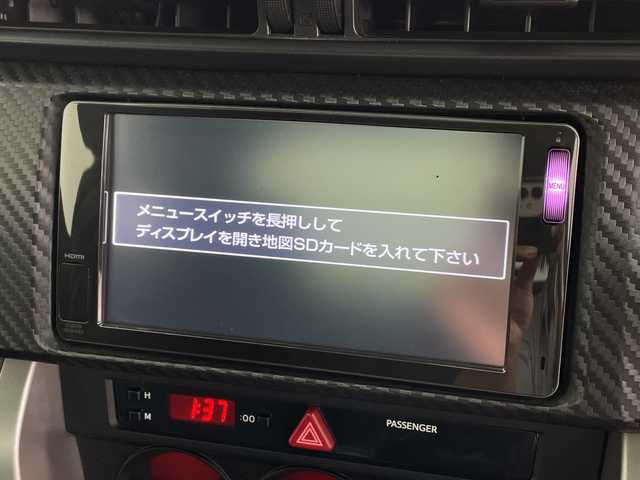 MENU
メニュースイッチを長押しして
ディスプレイを開き地図SDカードを入れて下さい
HDMI
H
M
1:37
:00
PASSENGER